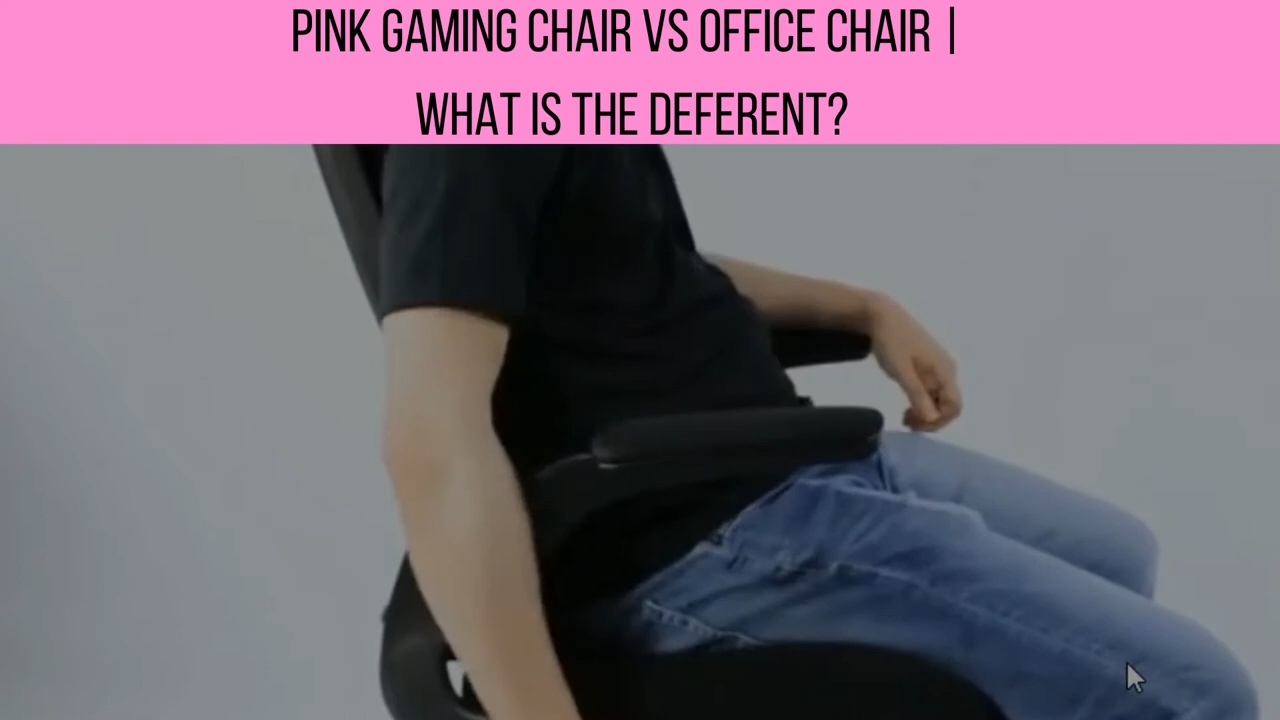 PINK GAMING CHAIR VS OFFICE CHAIR |
WHAT IS THE DEFERENT?